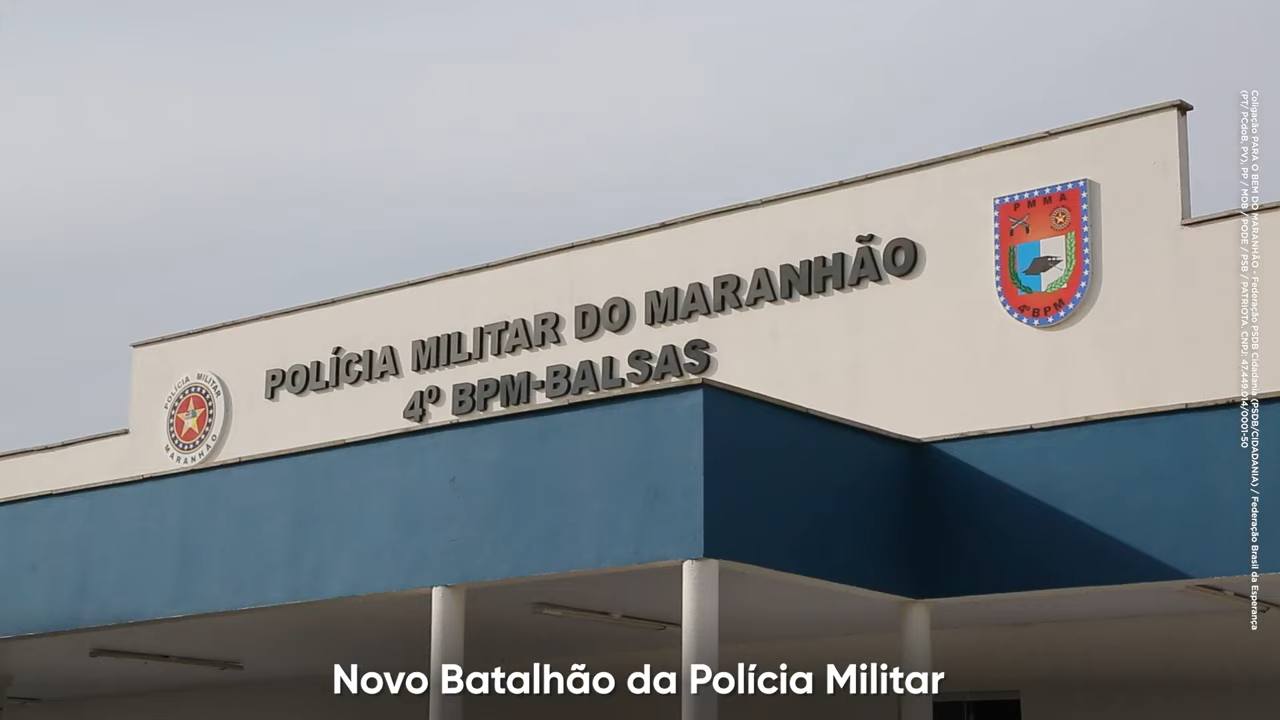 POLÍCIA MILITAR DO MARANHÃO
4º BPM-BALSAS
POLÍCIA MILITAR
MARANHÃO
PMMA
4º BPM
Novo Batalhão da Polícia Militar
Coligação PARA O BEM DO MARANHÃO - Federação PSDB Cidadania (PSDB/CIDADANIA) / Federação Brasil da Esperança
(PT/ PCdoB, PV), PP / MDB / PODE / PSB / PATRIOTA. CNPJ: 47.449.014/0001-50